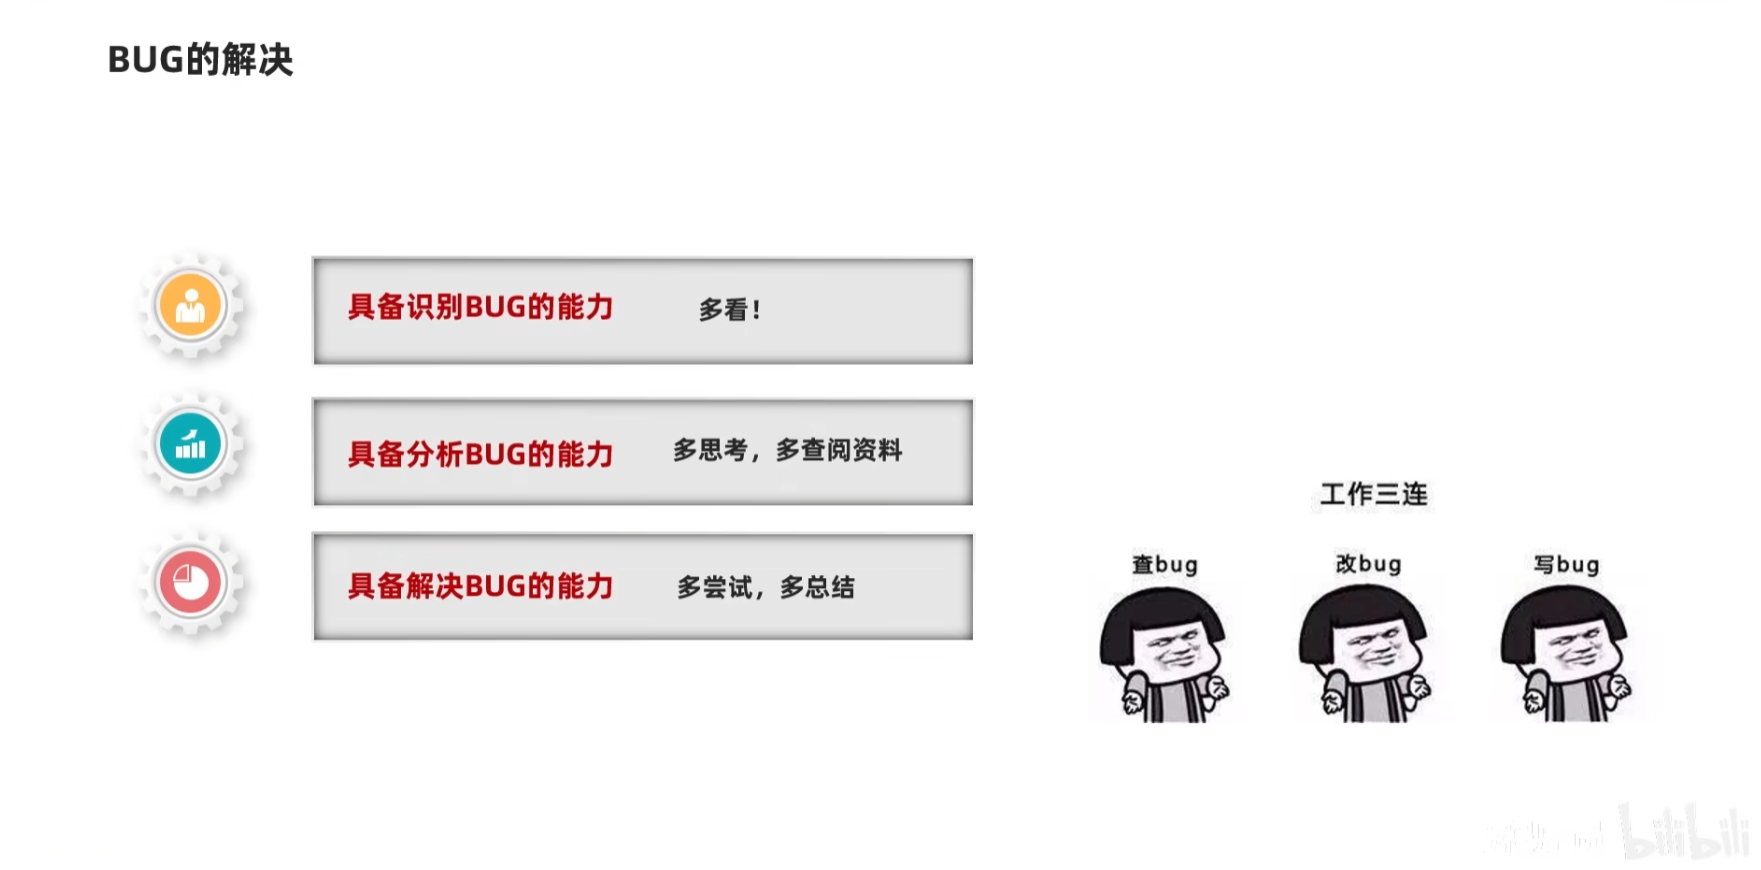 BUG的解决
具备识别BUG的能力 多看！
具备分析BUG的能力 多思考，多查阅资料
具备解决BUG的能力 多尝试，多总结
工作三连
查bug 改bug 写bug
bilibili